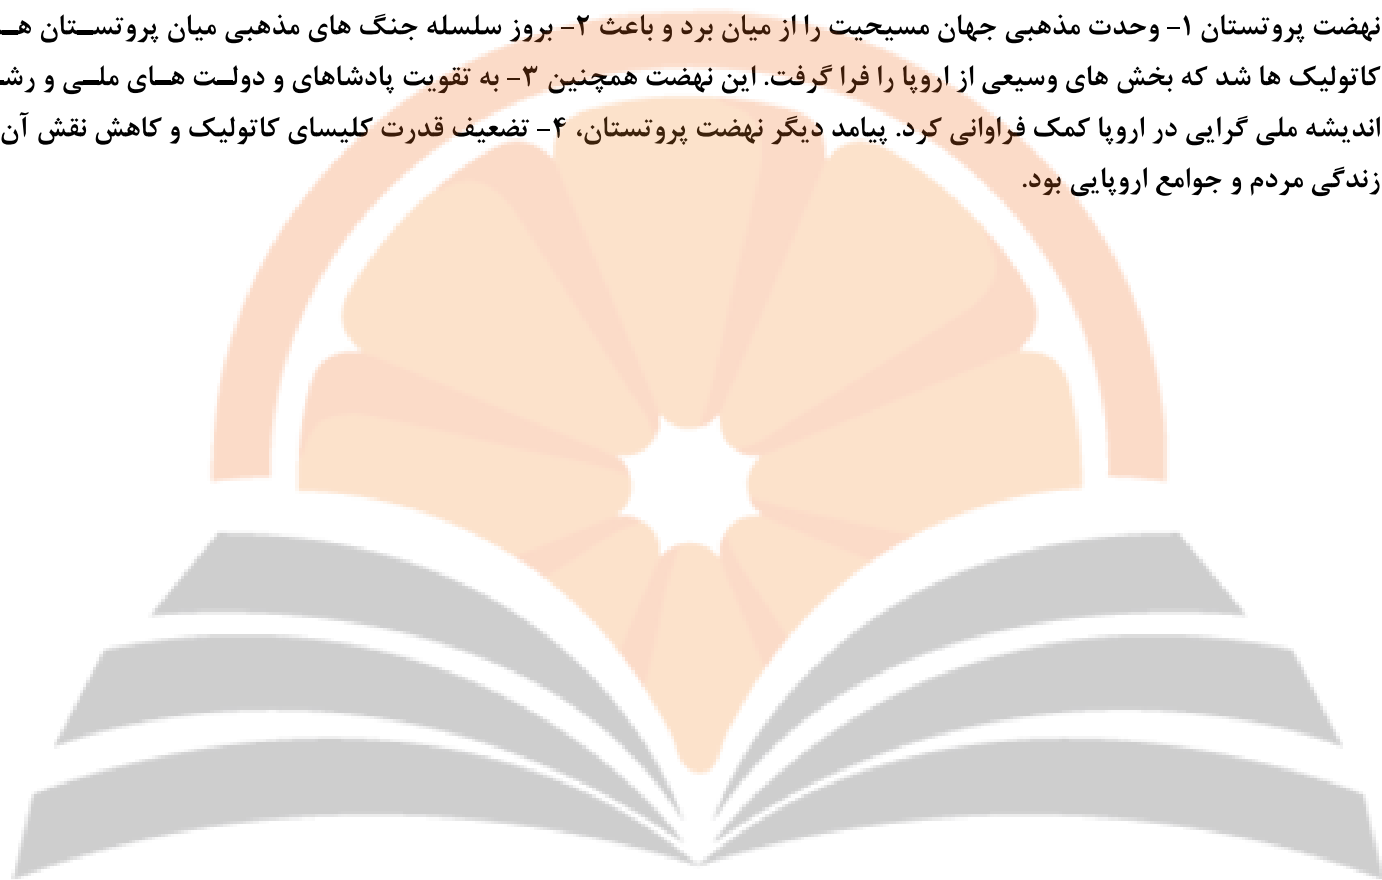 نهضت پروتستان ۱- وحدت مذهبی جهان مسیحیت را از میان برد و باعث ۲- بروز سلسله جنگ های مذهبی میان پروتستان
کاتولیک ها شد که بخش های وسیعی از اروپا را فرا گرفت. این نهضت همچنین ۳- به تقویت پادشاهای و دولت های ملی و
اندیشه ملی گرایی در اروپا کمک فراوانی کرد. پیامد دیگر نهضت پروتستان، ۴- تضعیف قدرت کلیسای کاتولیک و کاهش نقش آن
زندگی مردم و جوامع اروپایی بود.